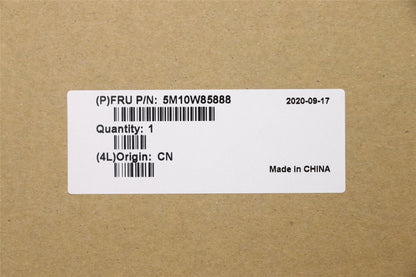 (P)FRU P/N: 5M10W85888 2020-09-17
Quantity: 1
(4L)Origin: CN
Made In CHINA